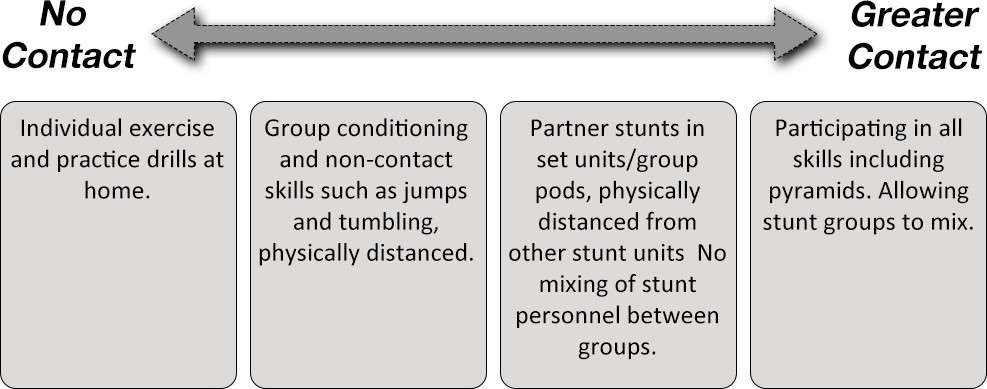 No
Contact
Greater
Contact
Individual exercise
and practice drills at
home.
Group conditioning
and non-contact
skills such as jumps
and tumbling,
physically distanced.
Partner stunts in
set units/group
pods, physically
distanced from
other stunt units  No
mixing of stunt
personnel between
groups.
Participating in all
skills including
pyramids. Allowing
stunt groups to mix.